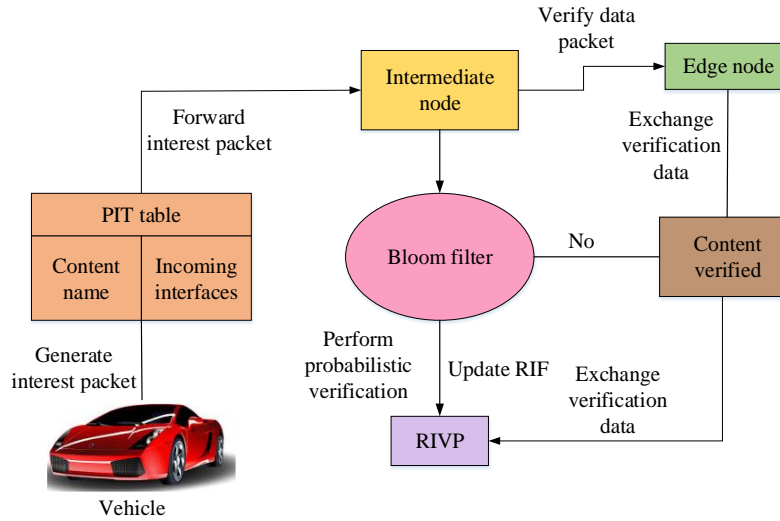 Verify data
packet
Intermediate
node
Edge node
Forward
interest packet
Exchange
verification
data
PIT table
Content
name
Incoming
interfaces
Bloom filter
No
Content
verified
Generate
interest packet
Perform
probabilistic
verification
Update RIF
Exchange
verification
data
RIVP
Vehicle